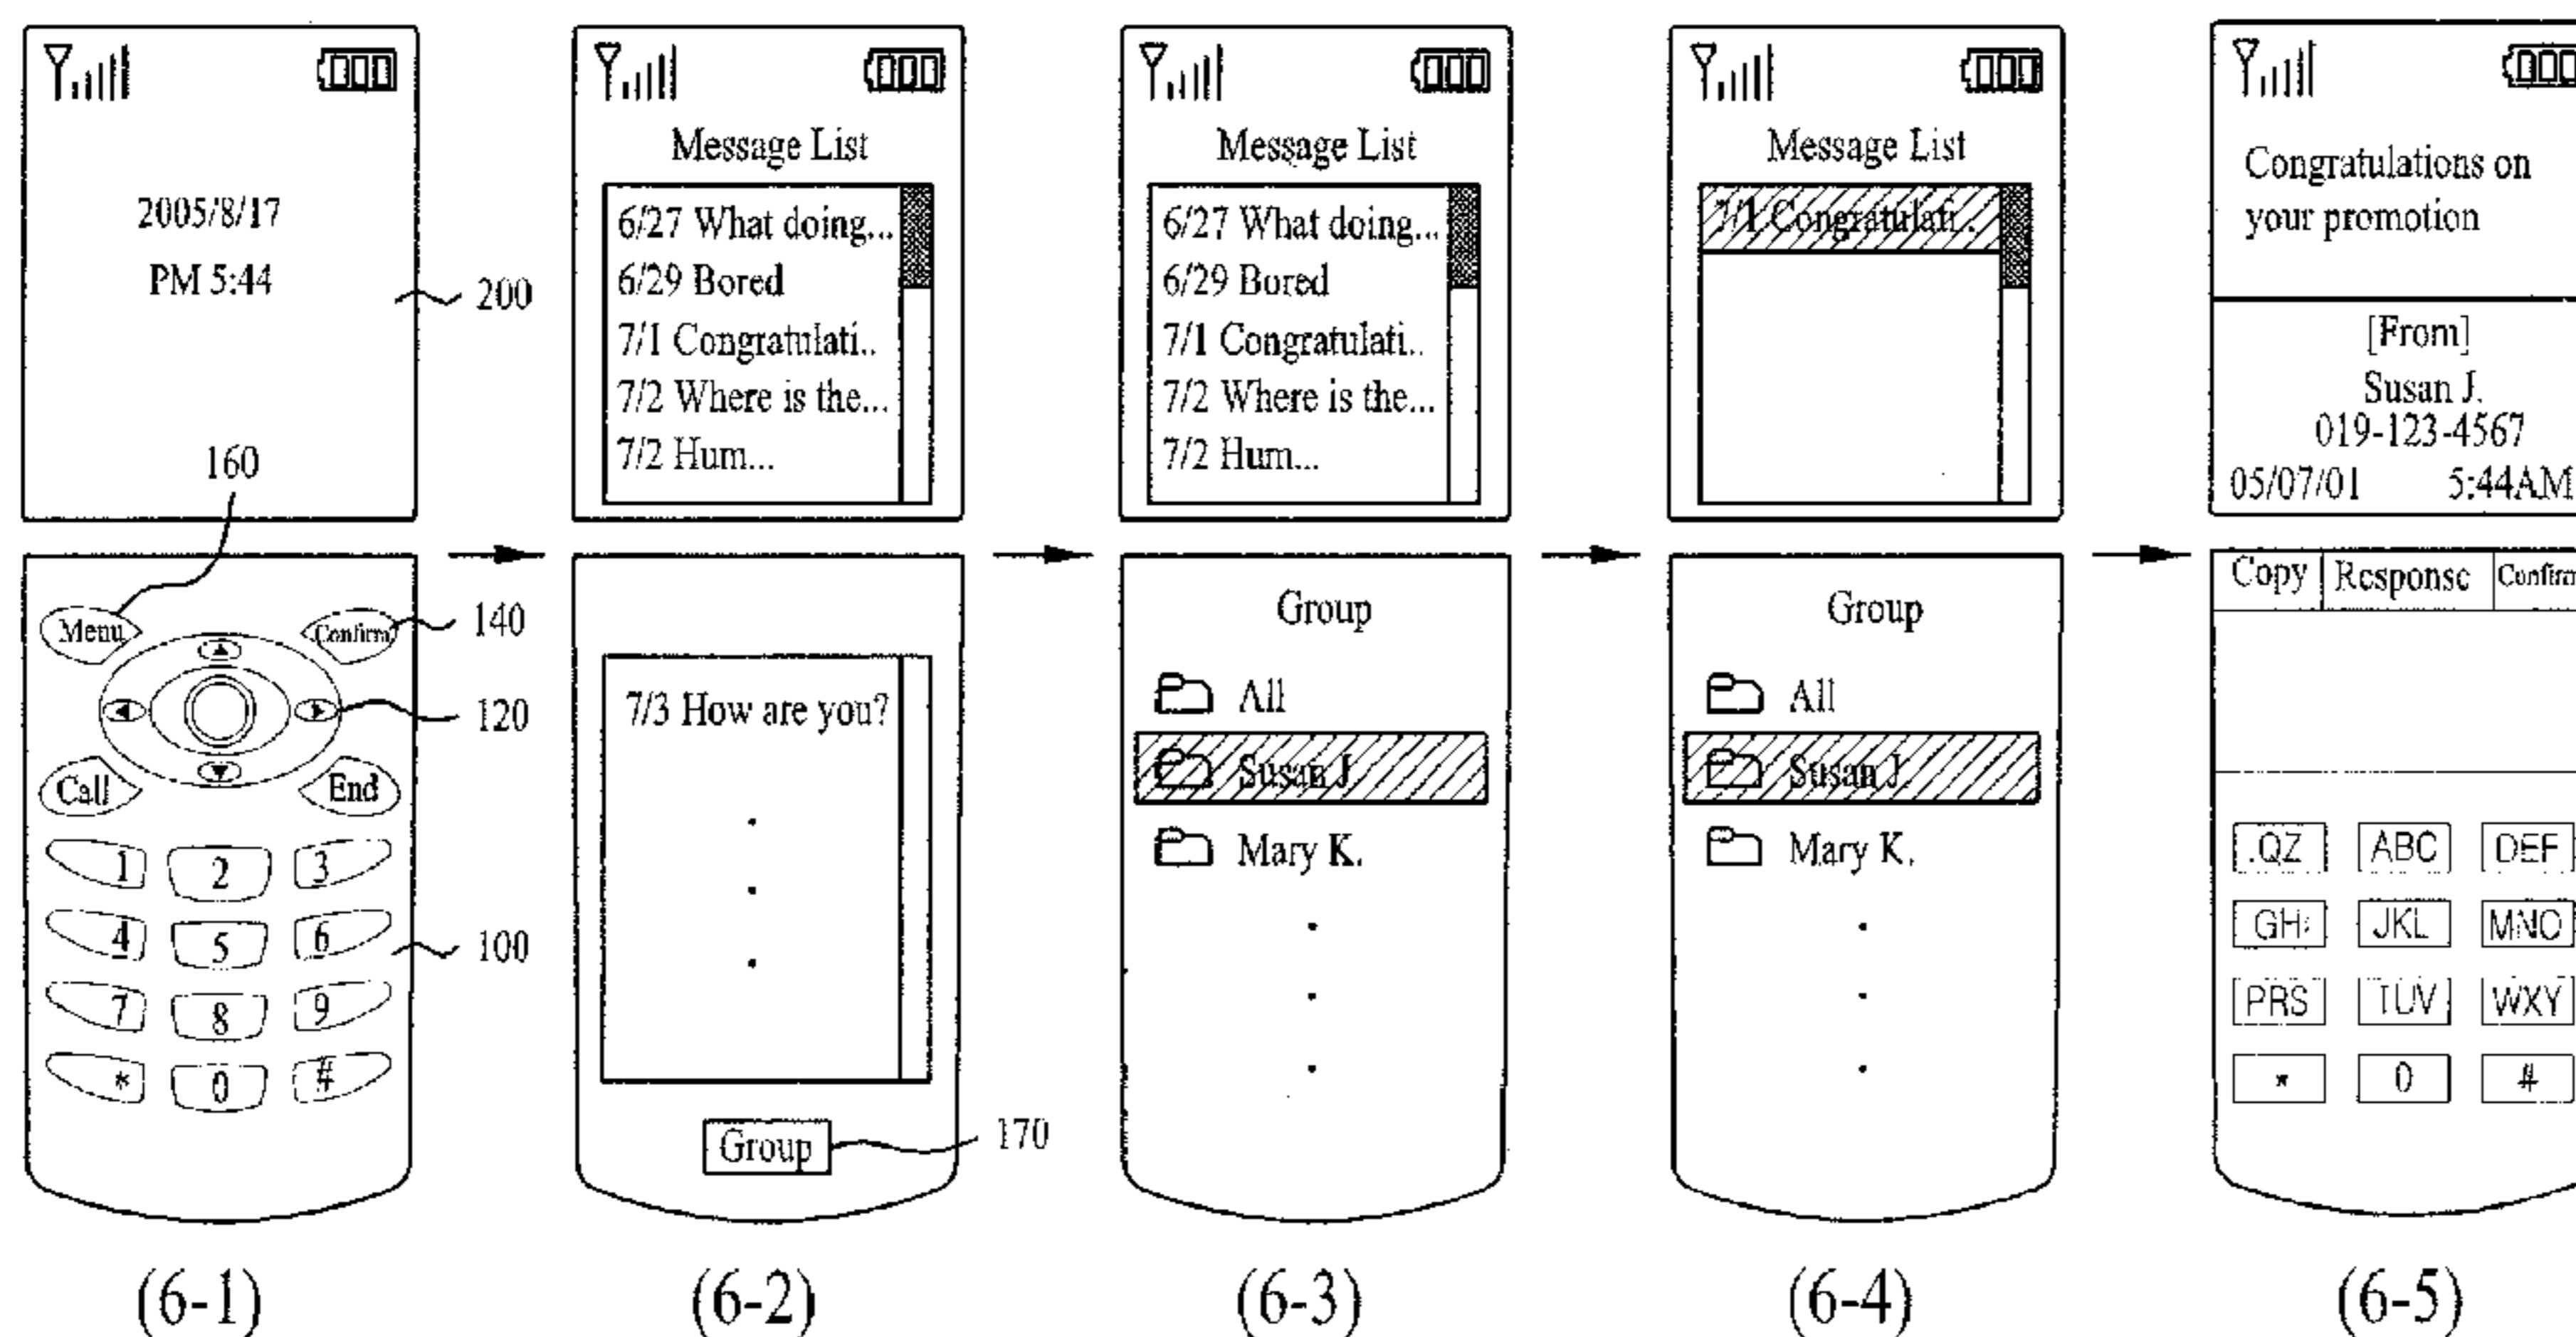 2005/8/17
PM 5:44
200
160
Menu
Confirm
140
120
Call
End
1 2 3
4 5 6
100
7 8 9
* 0 #
(6-1)
Message List
6/27 What doing...
6/29 Bored
7/1 Congratulati..
7/2 Where is the...
7/2 Hum...
7/3 How are you?
Group
170
(6-2)
Message List
6/27 What doing...
6/29 Bored
7/1 Congratulati..
7/2 Where is the...
7/2 Hum...
Group
All
Susan J.
Mary K.
(6-3)
Message List
7/1 Congratulati..
Group
All
Susan J.
Mary K.
(6-4)
Congratulations on
your promotion
[From]
Susan J.
019-123-4567
05/07/01 5:44AM
Copy Response Confirm
.QZ ABC DEF
GHI JKL MNO
PRS TUV WXY
* 0 #
(6-5)